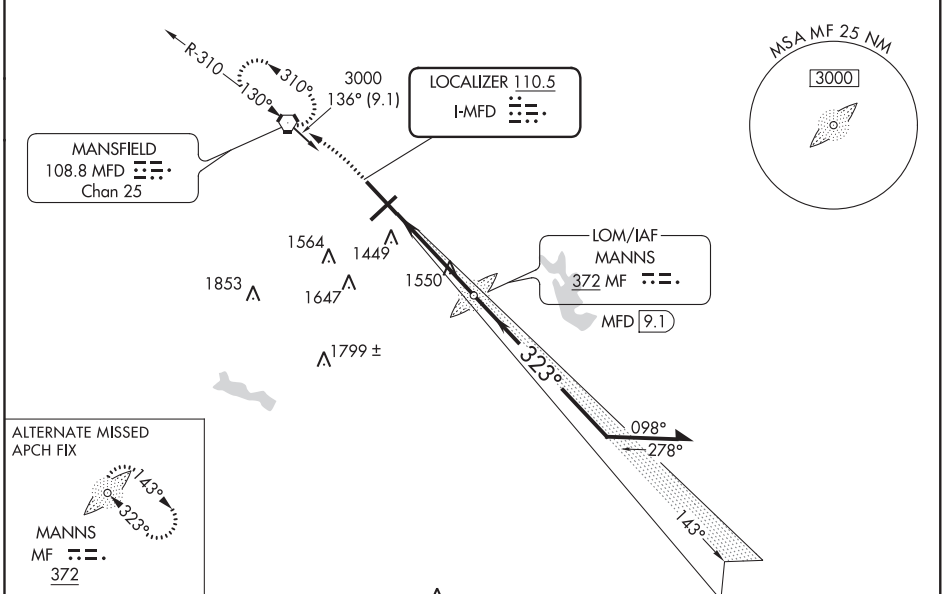 R-310
130°
310°
3000
136° (9.1)
LOCALIZER 110.5
I-MFD
MSA MF 25 NM
3000
MANSFIELD
108.8 MFD
Chan 25
1564
1449
1853
1647
1550
1799 ±
LOM/IAF
MANNS
372 MF
MFD 9.1
323°
098°
278°
143°
ALTERNATE MISSED
APCH FIX
143°
323°
MANNS
MF
372